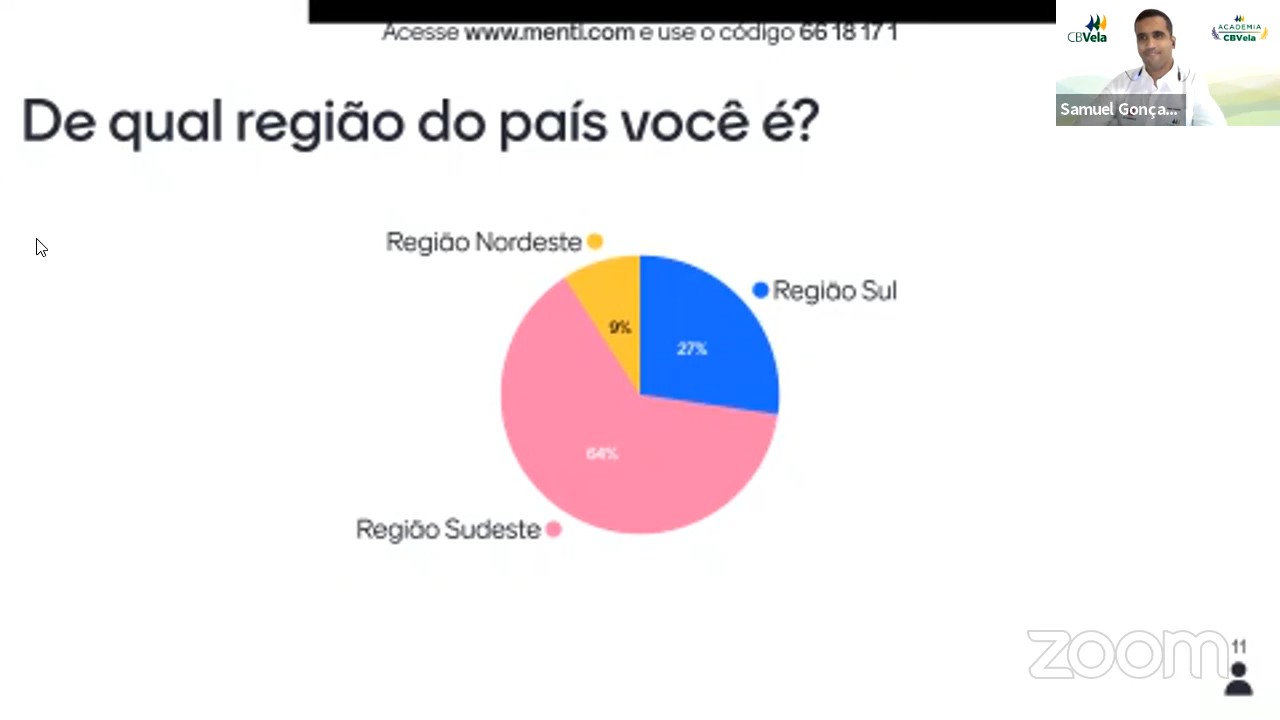 Acesse www.menti.com e use o código 66 18 17 1
CBVela
ACADEMIA
CBVela
Samuel Gonça...
De qual região do país você é?
Região Nordeste
Região Sul
9%
27%
64%
Região Sudeste
zoom
11